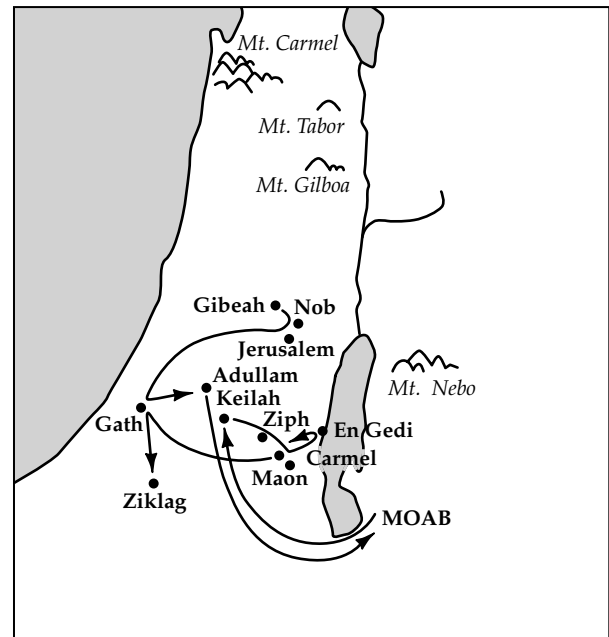 Mt. Carmel
Mt. Tabor
Mt. Gilboa
Gibeah
Nob
Jerusalem
Mt. Nebo
Adullam
Keilah
Gath
Ziph
En Gedi
Carmel
Maon
Ziklag
MOAB